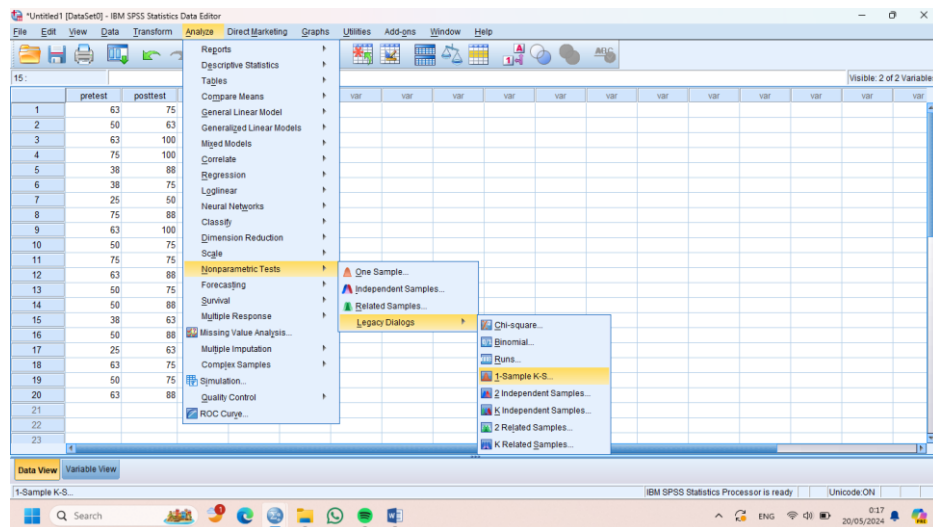 *Untitled1 [DataSet0] - IBM SPSS Statistics Data Editor
File Edit View Data Transform Analyze Direct Marketing Graphs Utilities Add-ons Window Help
15 :
Visible: 2 of 2 Variable
pretest posttest var var var var var var var var var
1 63 75
2 50 63
3 63 100
4 75 100
5 38 88
6 38 75
7 25 50
8 75 88
9 63 100
10 50 75
11 75 75
12 63 88
13 50 75
14 50 88
15 38 63
16 50 88
17 25 63
18 63 75
19 50 75
20 63 88
21
22
23
Reports
Descriptive Statistics
Tables
Compare Means
General Linear Model
Generalized Linear Models
Mixed Models
Correlate
Regression
Loglinear
Neural Networks
Classify
Dimension Reduction
Scale
Nonparametric Tests
Forecasting
Survival
Multiple Response
Missing Value Analysis...
Multiple Imputation
Complex Samples
Simulation...
Quality Control
ROC Curve...
One Sample...
Independent Samples...
Related Samples...
Legacy Dialogs
Chi-square...
Binomial...
Runs...
1-Sample K-S...
2 Independent Samples...
K Independent Samples...
2 Related Samples...
K Related Samples...
Data View Variable View
1-Sample K-S...
IBM SPSS Statistics Processor is ready Unicode:ON
Search
ENG
0:17
20/05/2024